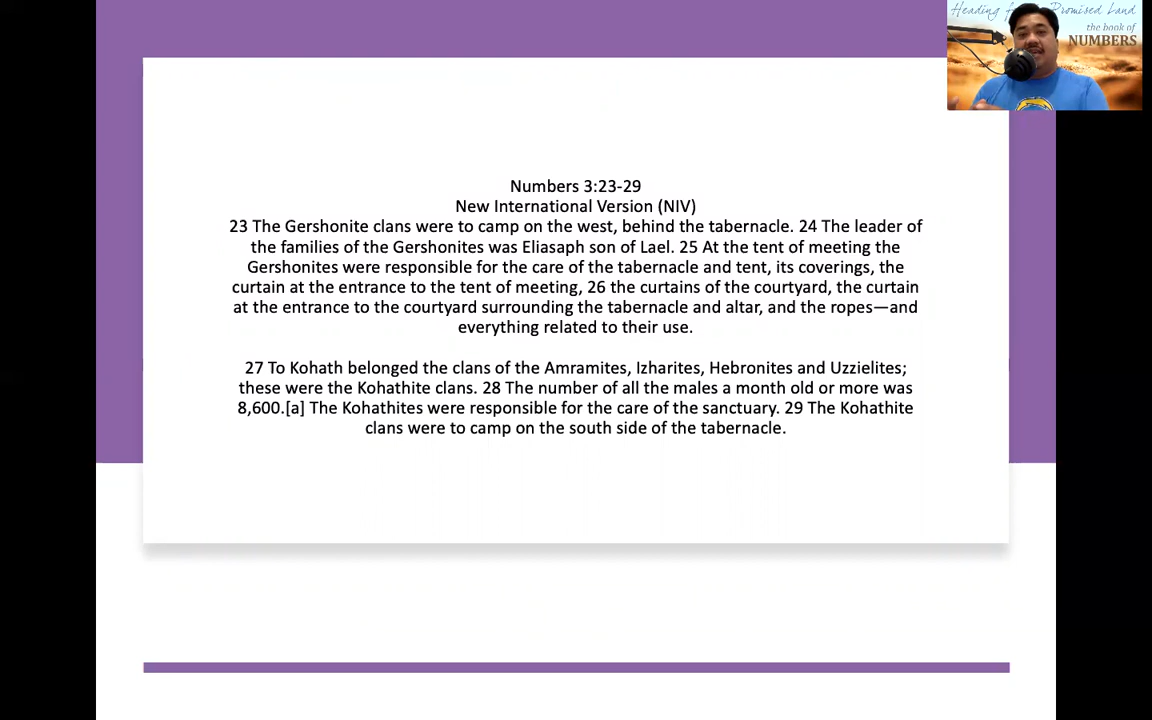 Heading for Promised Land
the book of
NUMBERS
Numbers 3:23-29
New International Version (NIV)
23 The Gershonite clans were to camp on the west, behind the tabernacle. 24 The leader of
the families of the Gershonites was Eliasaph son of Lael. 25 At the tent of meeting the
Gershonites were responsible for the care of the tabernacle and tent, its coverings, the
curtain at the entrance to the tent of meeting, 26 the curtains of the courtyard, the curtain
at the entrance to the courtyard surrounding the tabernacle and altar, and the ropes—and
everything related to their use.
27 To Kohath belonged the clans of the Amramites, Izharites, Hebronites and Uzzielites;
these were the Kohathite clans. 28 The number of all the males a month old or more was
8,600.[a] The Kohathites were responsible for the care of the sanctuary. 29 The Kohathite
clans were to camp on the south side of the tabernacle.